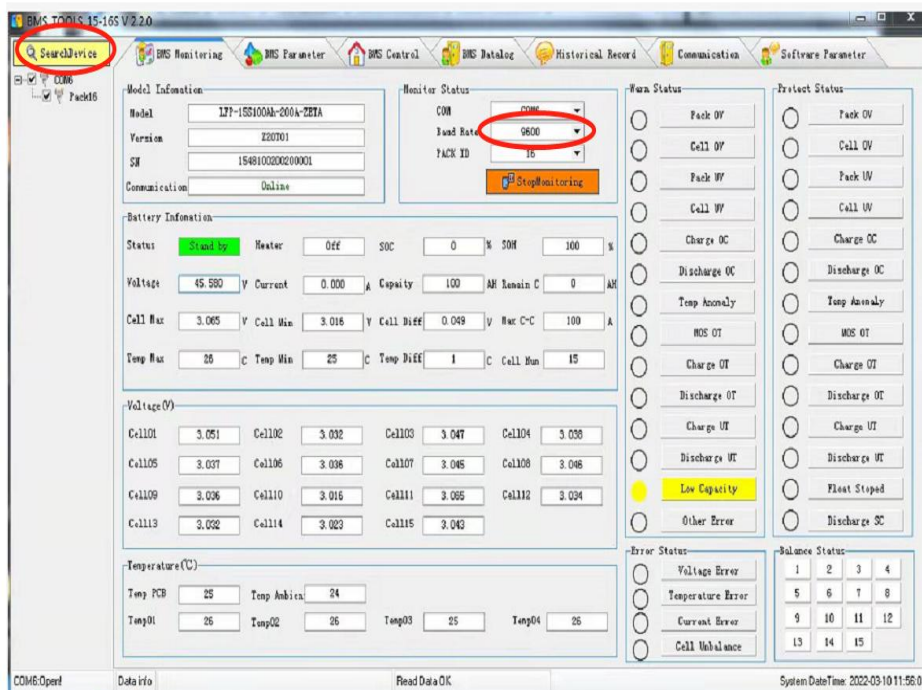 BMS TOOLS 15-16S V 2.2.0
SearchDevice
BMS Monitoring BMS Parameter BMS Control BMS Datalog Historical Record Communication Software Parameter
COM6
Pack16
Model Infomation
Model LFP-15S100Ah-200A-ZETA
Version Z20T01
SN 1548100200200001
Communication Online
Monitor Status
COM COM6
Baud Rate 9600
PACK ID 16
StopMonitoring
Battery Infomation
Status Stand by Heater Off SOC 0 % SOH 100 %
Voltage 45.580 V Current 0.000 A Capaity 100 AH Remain C 0 AH
Cell Max 3.065 V Cell Min 3.016 V Cell Diff 0.049 V Max C-C 100 A
Temp Max 26 C Temp Min 25 C Temp Diff 1 C Cell Num 15
Voltage(V)
Cell01 3.051 Cell02 3.032 Cell03 3.047 Cell04 3.038
Cell05 3.037 Cell06 3.036 Cell07 3.045 Cell08 3.046
Cell09 3.036 Cell10 3.016 Cell11 3.065 Cell12 3.034
Cell13 3.032 Cell14 3.023 Cell15 3.043
Temperature(℃)
Temp PCB 25 Temp Ambien 24
Temp01 26 Temp02 26 Temp03 25 Temp04 26
Warn Status
Pack OV
Cell OV
Pack UV
Cell UV
Charge OC
Discharge OC
Temp Anomaly
MOS OT
Charge OT
Discharge OT
Charge UT
Discharge UT
Low Capacity
Other Error
Protect Status
Pack OV
Cell OV
Pack UV
Cell UV
Charge OC
Discharge OC
Temp Anomaly
MOS OT
Charge OT
Discharge OT
Charge UT
Discharge UT
Float Stoped
Discharge SC
Error Status
Voltage Error
Temperature Error
Current Error
Cell Unbalance
Balance Status
1 2 3 4
5 6 7 8
9 10 11 12
13 14 15
COM6:Open! Data info Read Data OK System DateTime: 2022-03-10 11:56:0